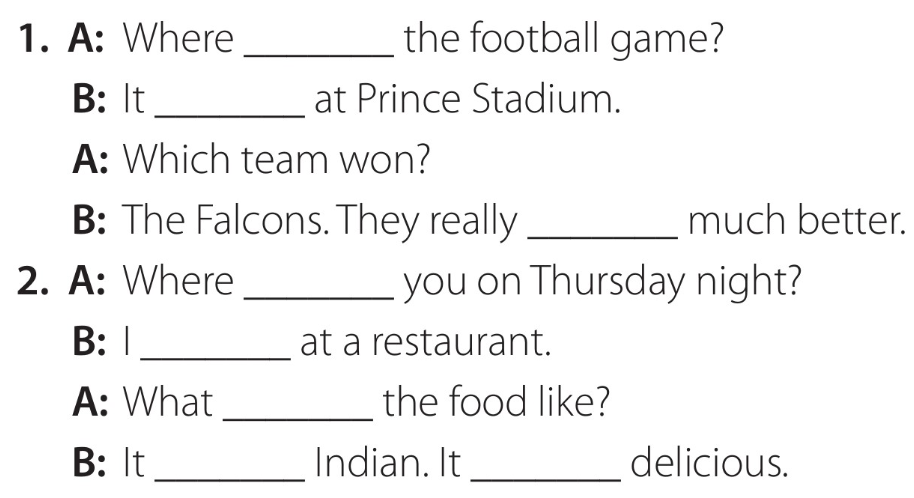 1. A: Where ________ the football game?
B: It ________ at Prince Stadium.
A: Which team won?
B: The Falcons. They really ________ much better.
2. A: Where ________ you on Thursday night?
B: I ________ at a restaurant.
A: What ________ the food like?
B: It ________ Indian. It ________ delicious.